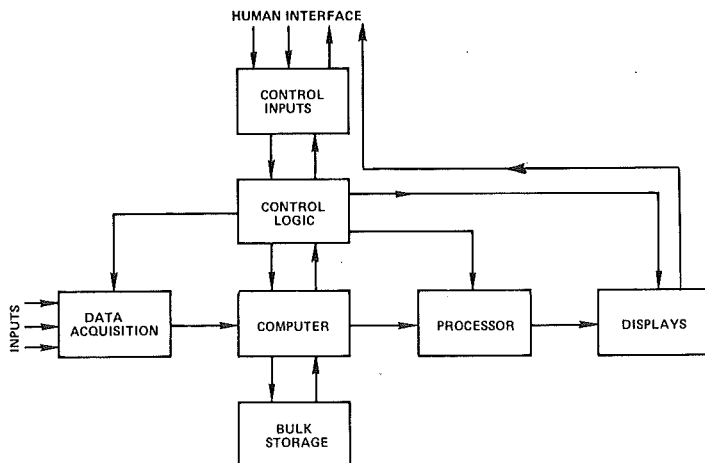 HUMAN INTERFACE
CONTROL
INPUTS
CONTROL
LOGIC
INPUTS
DATA
ACQUISITION
COMPUTER
PROCESSOR
DISPLAYS
BULK
STORAGE